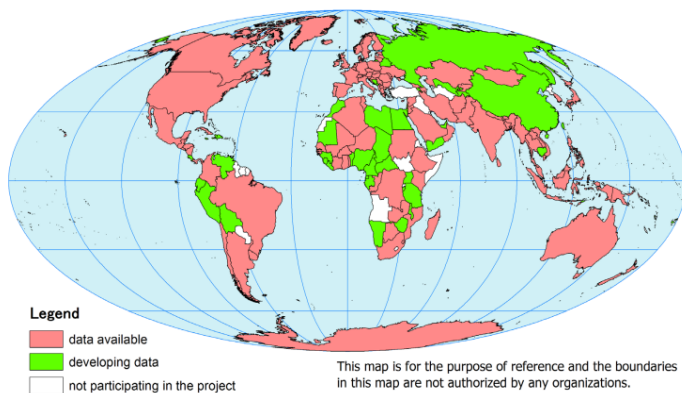 Legend
data available
developing data
not participating in the project
This map is for the purpose of reference and the boundaries
in this map are not authorized by any organizations.